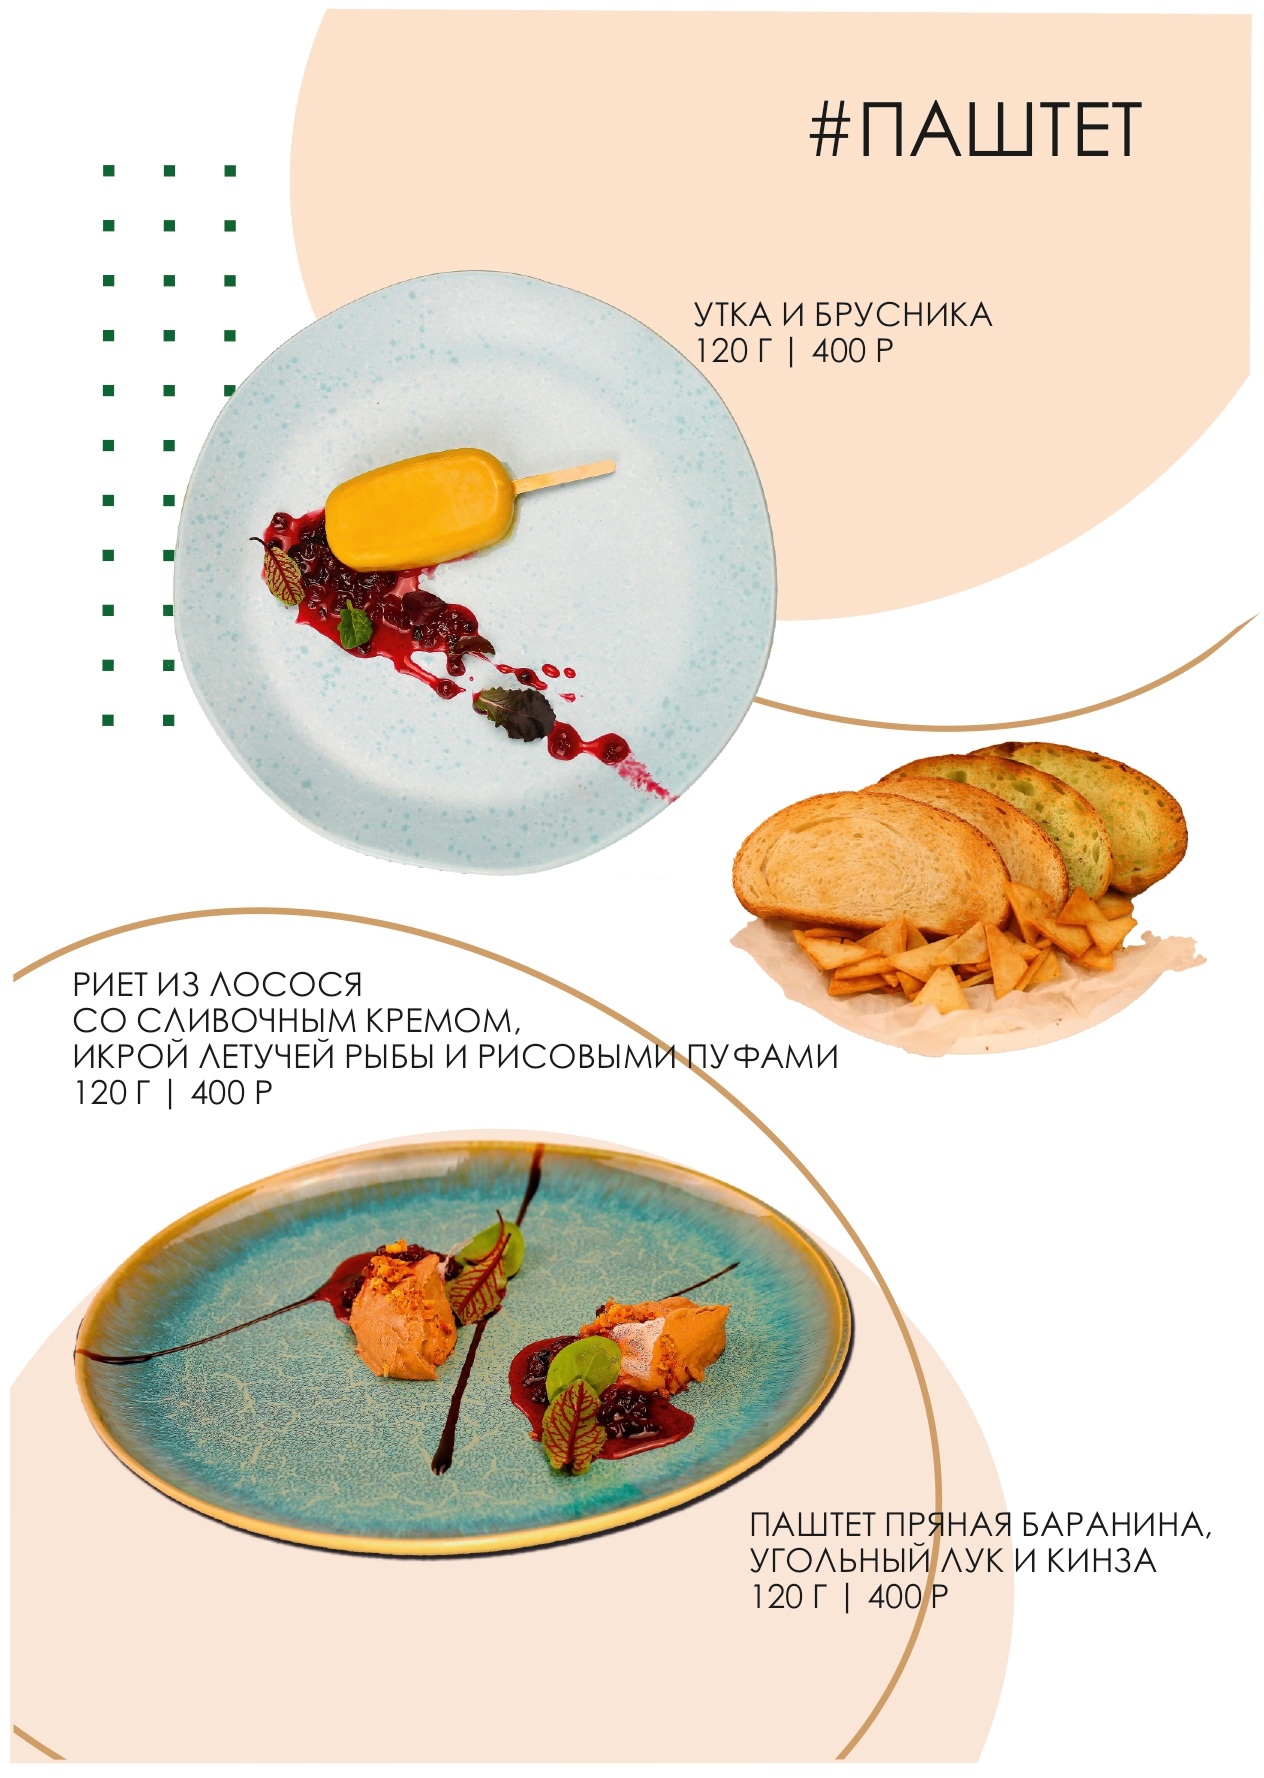 #ПАШТЕТ
УТКА И БРУСНИКА
120 Г | 400 Р
РИЕТ ИЗ ЛОСОСЯ
СО СЛИВОЧНЫМ КРЕМОМ,
ИКРОЙ ЛЕТУЧЕЙ РЫБЫ И РИСОВЫМИ ПУФАМИ
120 Г | 400 Р
ПАШТЕТ ПРЯНАЯ БАРАНИНА,
УГОЛЬНЫЙ ЛУК И КИНЗА
120 Г | 400 Р